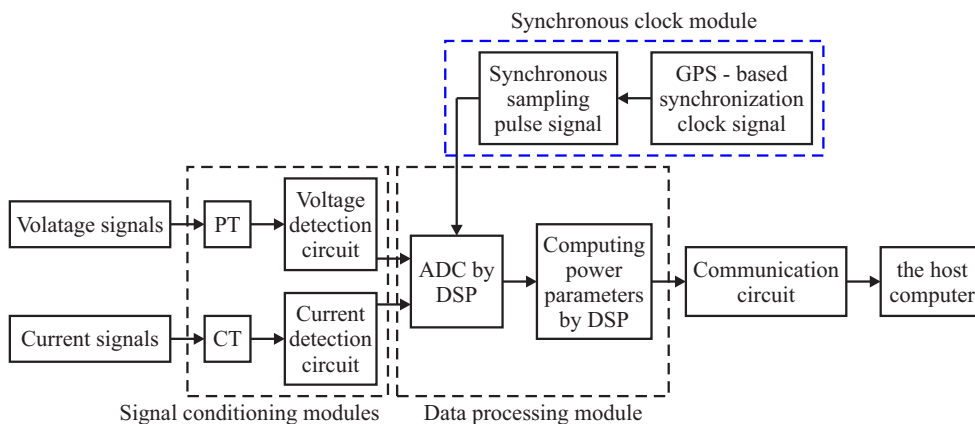 Synchronous clock module
Synchronous
sampling
pulse signal
GPS - based
synchronization
clock signal
Volatage signals
PT
Voltage
detection
circuit
Current signals
CT
Current
detection
circuit
ADC by
DSP
Computing
power
parameters
by DSP
Communication
circuit
the host
computer
Signal conditioning modules
Data processing module